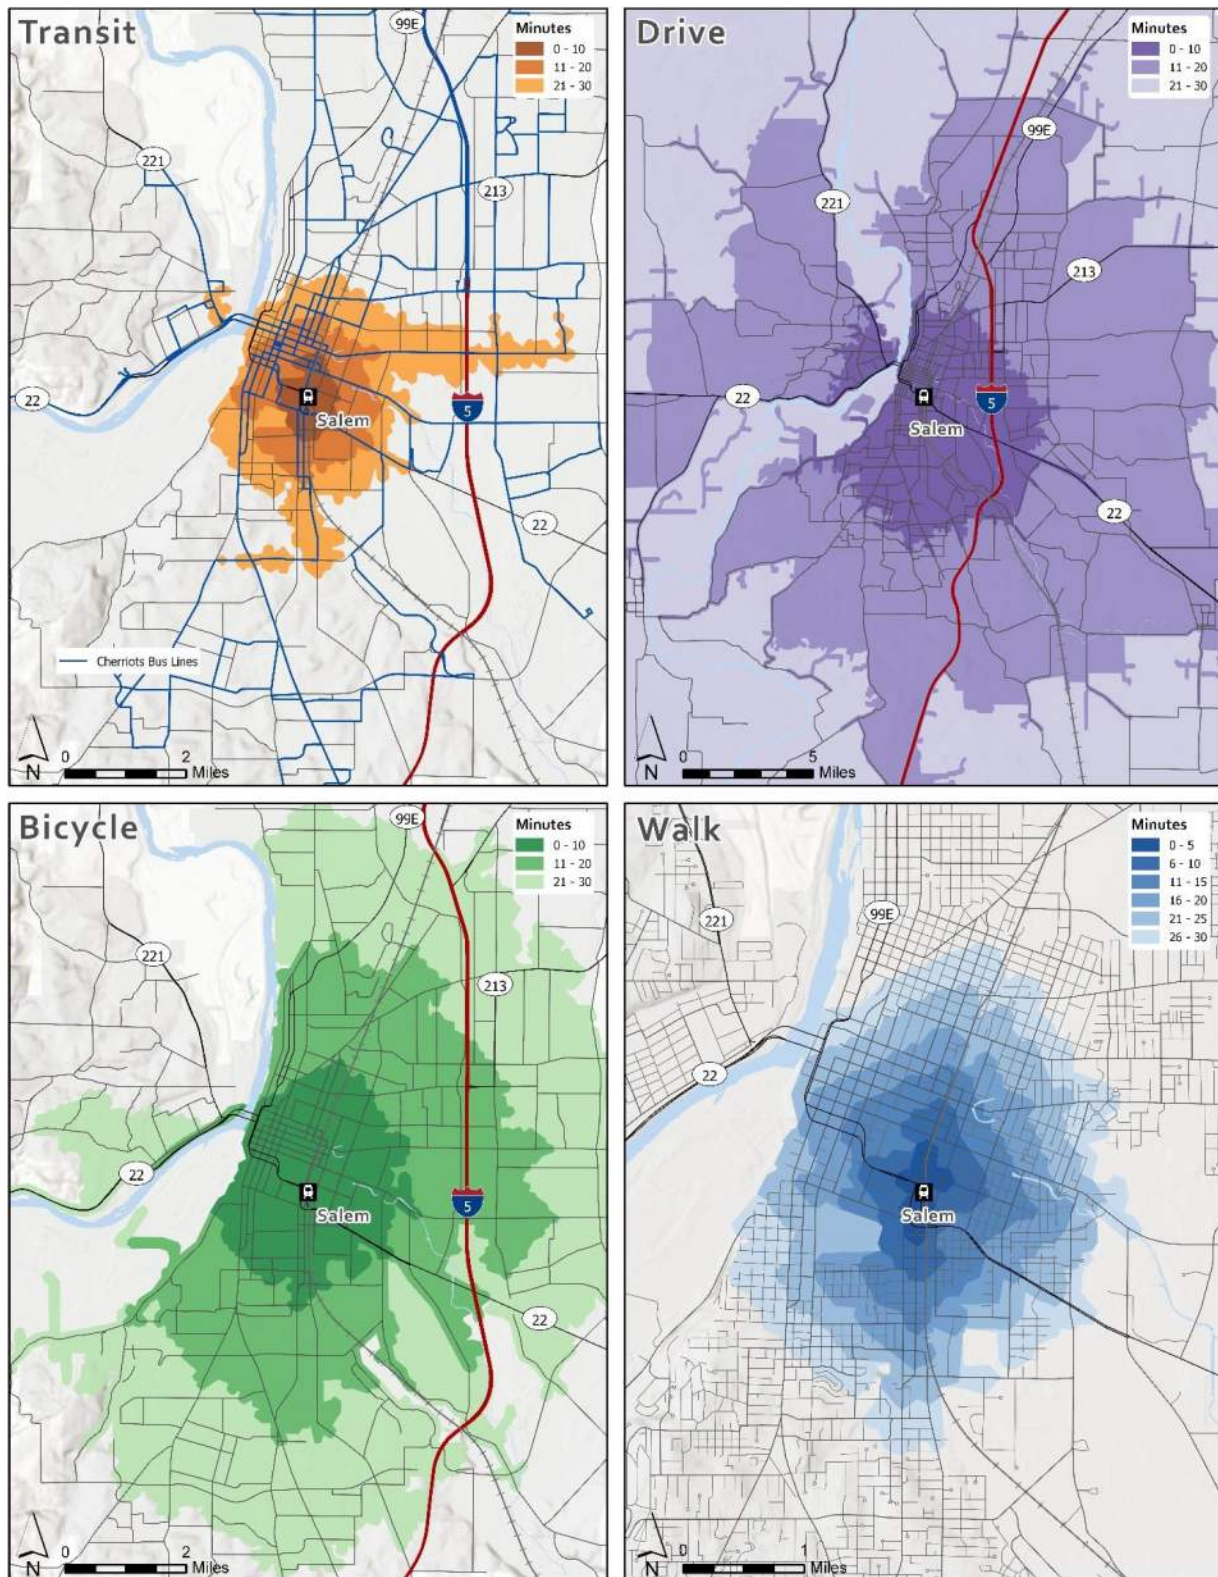 Transit
99E
Minutes
0 - 10
11 - 20
21 - 30
221
213
Salem
22
5
22
Cherriots Bus Lines
N
0 2
Miles
Drive
Minutes
0 - 10
11 - 20
21 - 30
99E
221
213
22
5
Salem
22
N
0 5
Miles
Bicycle
99E
Minutes
0 - 10
11 - 20
21 - 30
221
213
22
5
Salem
22
N
0 2
Miles
Walk
Minutes
0 - 5
6 - 10
11 - 15
16 - 20
21 - 25
26 - 30
99E
221
22
Salem
N
0 1
Miles